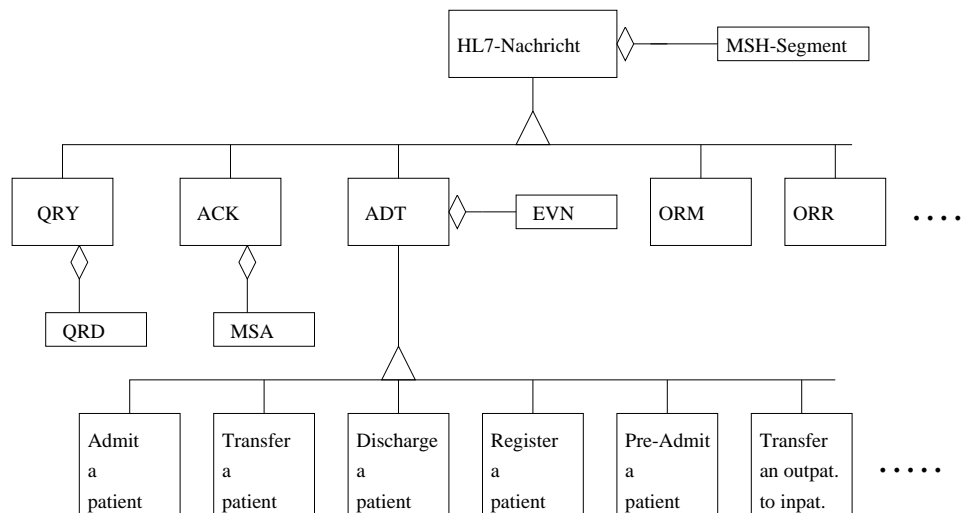 HL7-Nachricht
MSH-Segment
QRY
ACK
ADT
EVN
ORM
ORR
....
QRD
MSA
Admit
a
patient
Transfer
a
patient
Discharge
a
patient
Register
a
patient
Pre-Admit
a
patient
Transfer
an outpat.
to inpat.
.....